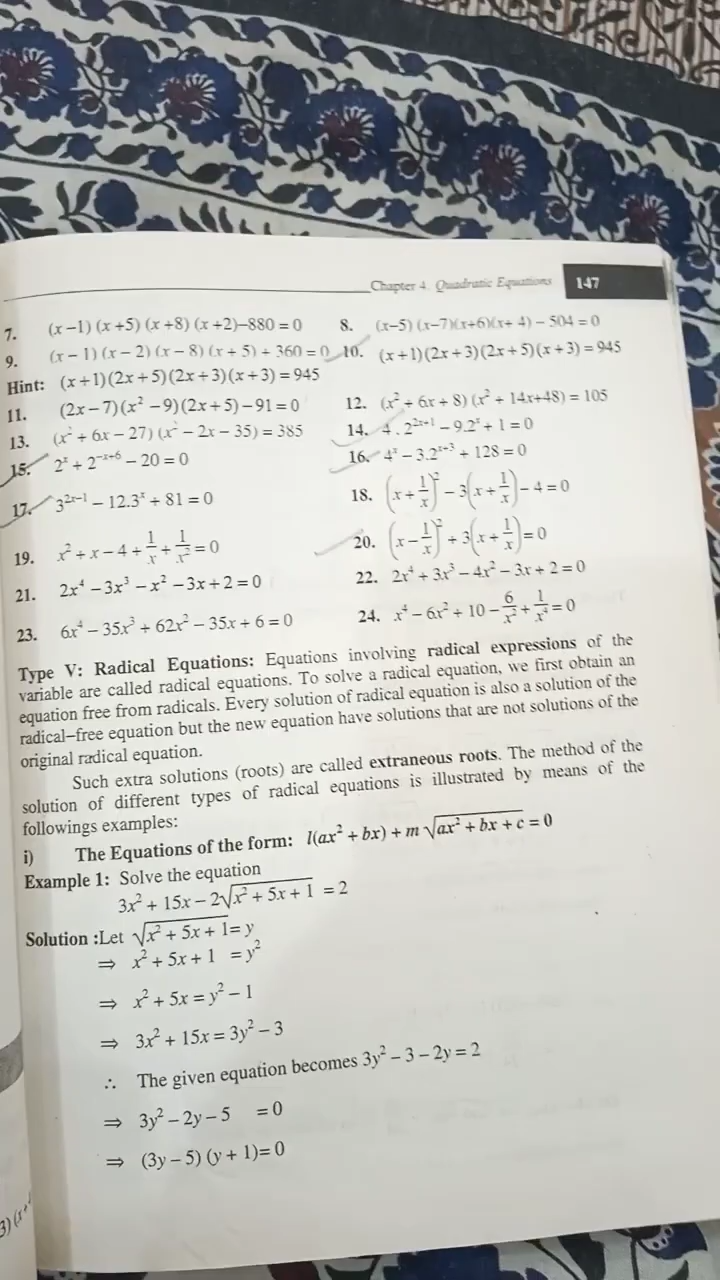 Chapter 4. Quadratic Equations 147
7. (x−1) (x+5) (x+8) (x+2)−880 = 0 8. (x−5) (x−7)(x+6)(x+ 4) − 504 = 0
9. (x − 1) (x − 2) (x − 8) (x + 5) + 360 = 0 10. (x+1)(2x+3)(2x+5)(x+3) = 945
Hint: (x+1)(2x+5)(2x+3)(x+3) = 945
11. (2x−7)(x² −9)(2x+5)−91 = 0 12. (x² + 6x + 8) (x² + 14x+48) = 105
13. (x² + 6x − 27) (x² − 2x − 35) = 385 14. 4 . 2²ˣ⁺¹ − 9.2ˣ + 1 = 0
15. 2ˣ + 2⁻ˣ⁺⁶ − 20 = 0 16. 4ˣ − 3.2ˣ⁺³ + 128 = 0
17. 3²ˣ⁻¹ − 12.3ˣ + 81 = 0 18. (x + 1/x)² − 3(x + 1/x) − 4 = 0
19. x² + x − 4 + 1/x + 1/x² = 0 20. (x − 1/x)² + 3(x + 1/x) = 0
21. 2x⁴ − 3x³ − x² − 3x + 2 = 0 22. 2x⁴ + 3x³ − 4x² − 3x + 2 = 0
23. 6x⁴ − 35x³ + 62x² − 35x + 6 = 0 24. x⁴ − 6x² + 10 − 6/x² + 1/x⁴ = 0
Type V: Radical Equations: Equations involving radical expressions of the
variable are called radical equations. To solve a radical equation, we first obtain an
equation free from radicals. Every solution of radical equation is also a solution of the
radical–free equation but the new equation have solutions that are not solutions of the
original radical equation.
Such extra solutions (roots) are called extraneous roots. The method of the
solution of different types of radical equations is illustrated by means of the
followings examples:
i) The Equations of the form: l(ax² + bx) + m √(ax² + bx + c) = 0
Example 1: Solve the equation
3x² + 15x − 2√(x² + 5x + 1) = 2
Solution :Let √(x² + 5x + 1) = y
⇒ x² + 5x + 1 = y²
⇒ x² + 5x = y² − 1
⇒ 3x² + 15x = 3y² − 3
∴ The given equation becomes 3y² − 3 − 2y = 2
⇒ 3y² − 2y − 5 = 0
⇒ (3y − 5) (y + 1)= 0